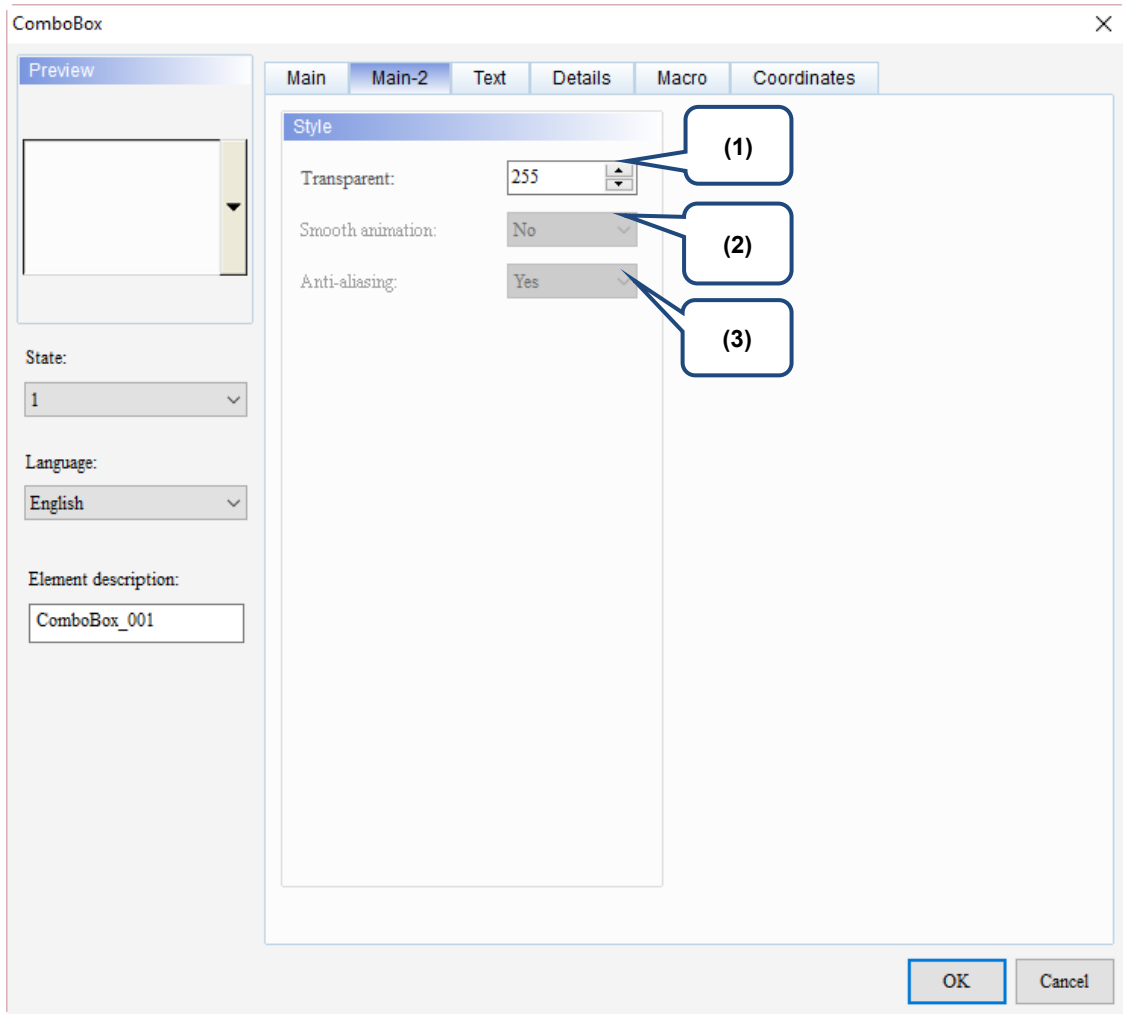 ComboBox
Preview
Main Main-2 Text Details Macro Coordinates
Style
(1)
Transparent: 255
Smooth animation: No
(2)
Anti-aliasing: Yes
(3)
State:
1
Language:
English
Element description:
ComboBox_001
OK Cancel